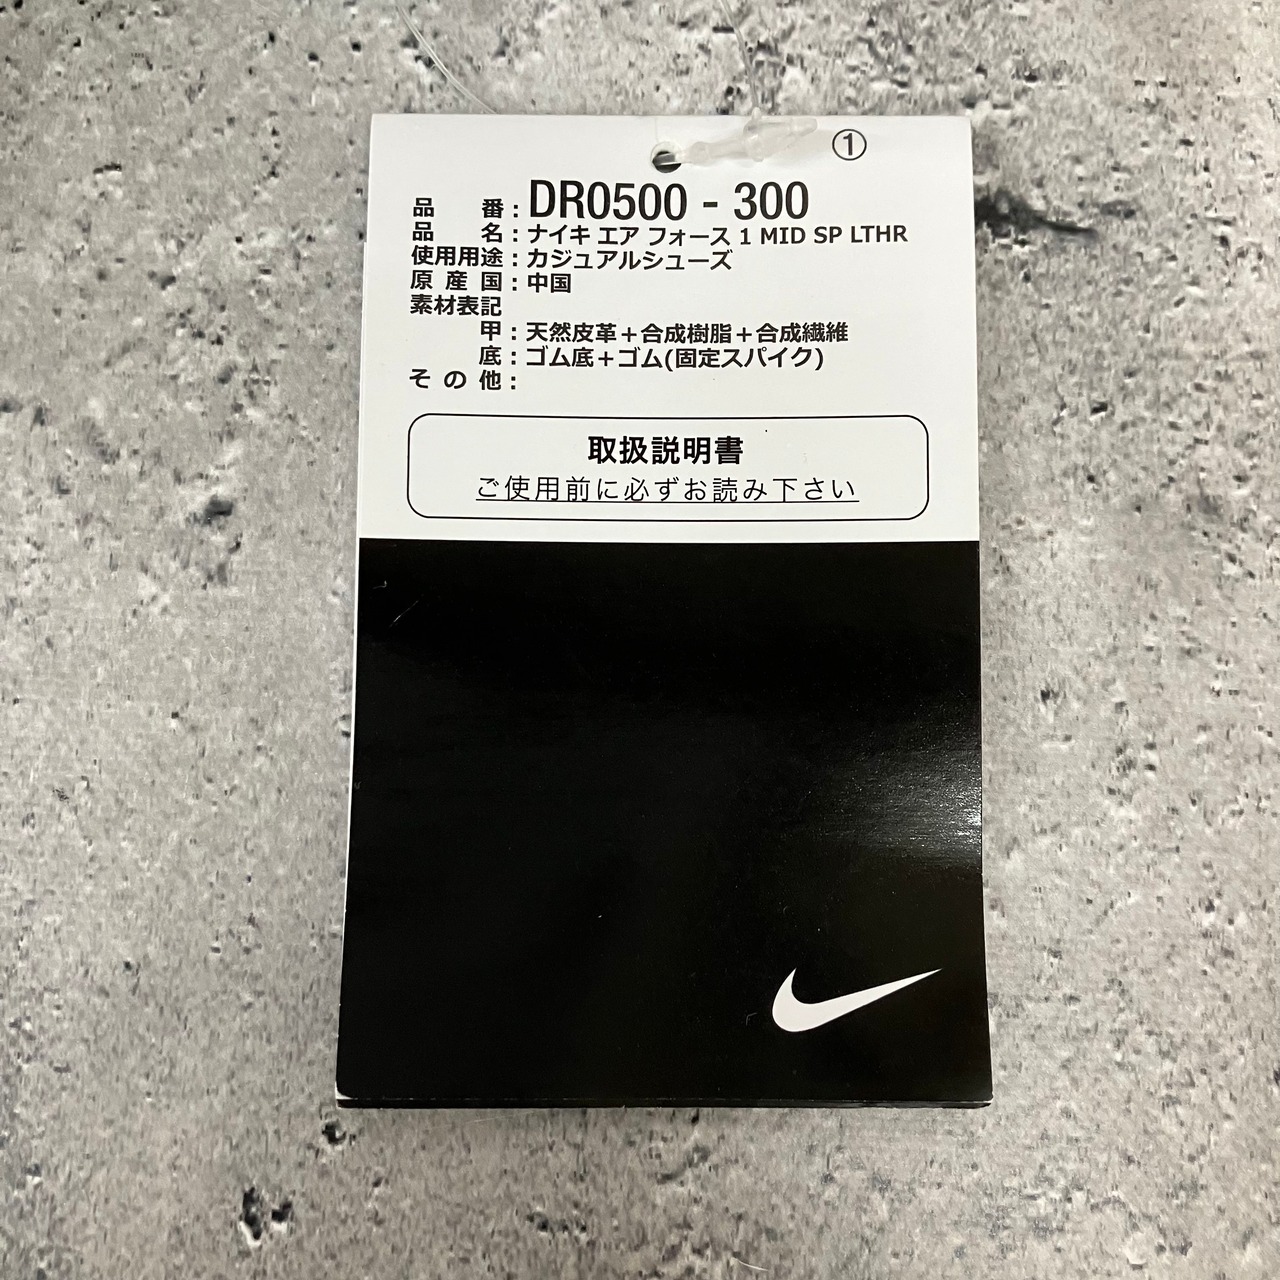 ①
品番：DR0500 - 300
品名：ナイキ エア フォース 1 MID SP LTHR
使用用途：カジュアルシューズ
原産国：中国
素材表記
甲：天然皮革＋合成樹脂＋合成繊維
底：ゴム底＋ゴム(固定スパイク)
その他：
取扱説明書
ご使用前に必ずお読み下さい